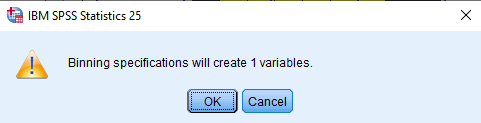 IBM SPSS Statistics 25
Binning specifications will create 1 variables.
OK Cancel